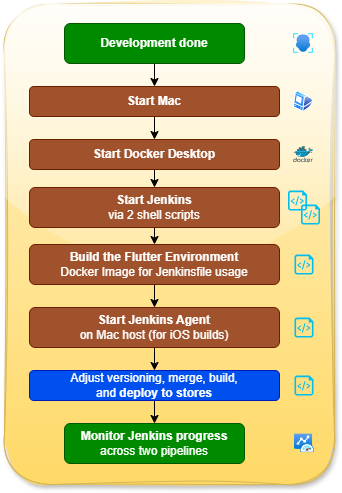 Development done
Start Mac
Start Docker Desktop
docker
Start Jenkins
via 2 shell scripts
Build the Flutter Environment
Docker Image for Jenkinsfile usage
Start Jenkins Agent
on Mac host (for iOS builds)
Adjust versioning, merge, build,
and deploy to stores
Monitor Jenkins progress
across two pipelines